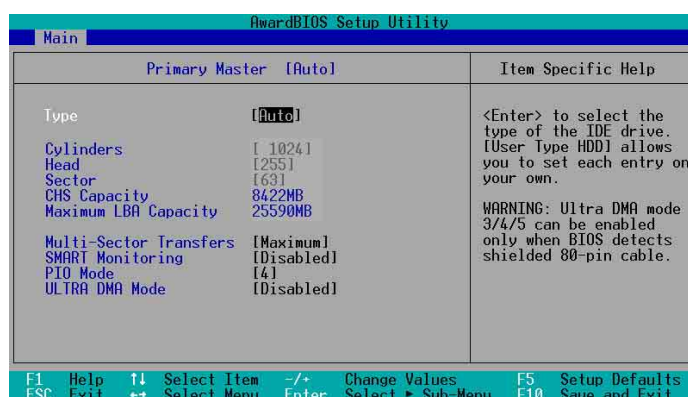 AwardBIOS Setup Utility
Main
Primary Master [Auto]
Item Specific Help
Type [Auto]
Cylinders [ 1024]
Head [255]
Sector [63]
CHS Capacity 8422MB
Maximum LBA Capacity 25590MB
Multi-Sector Transfers [Maximum]
SMART Monitoring [Disabled]
PIO Mode [4]
ULTRA DMA Mode [Disabled]
<Enter> to select the
type of the IDE drive.
[User Type HDD] allows
you to set each entry on
your own.
WARNING: Ultra DMA mode
3/4/5 can be enabled
only when BIOS detects
shielded 80-pin cable.
F1 Help ↑↓ Select Item -/+ Change Values F5 Setup Defaults
ESC Exit ←→ Select Menu Enter Select ► Sub-Menu F10 Save and Exit